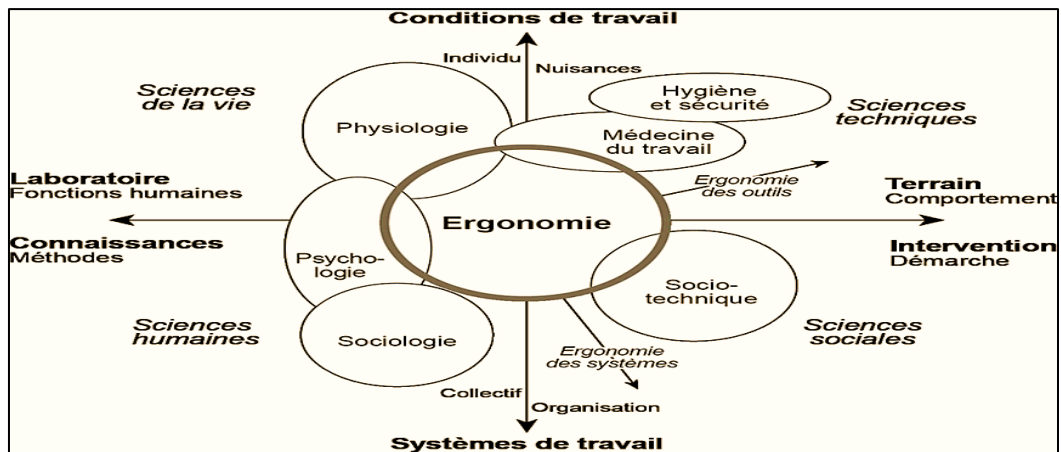 Conditions de travail
Individu
Nuisances
Sciences
de la vie
Hygiène
et sécurité
Sciences
techniques
Physiologie
Médecine
du travail
Laboratoire
Fonctions humaines
Ergonomie
des outils
Terrain
Comportement
Ergonomie
Connaissances
Méthodes
Psycho-
logie
Intervention
Démarche
Socio-
technique
Sciences
humaines
Sociologie
Ergonomie
des systèmes
Sciences
sociales
Collectif
Organisation
Systèmes de travail